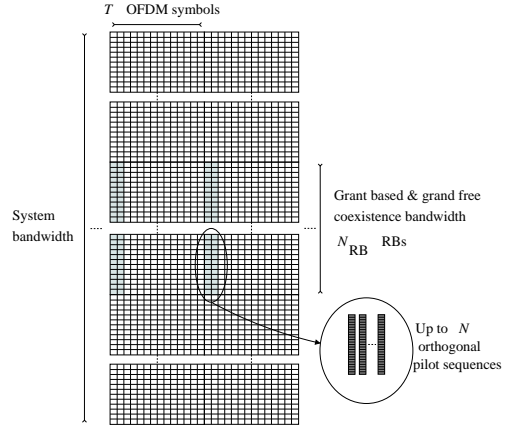 T OFDM symbols
System
bandwidth
Grant based & grand free
coexistence bandwidth
N RB RBs
Up to N
orthogonal
pilot sequences